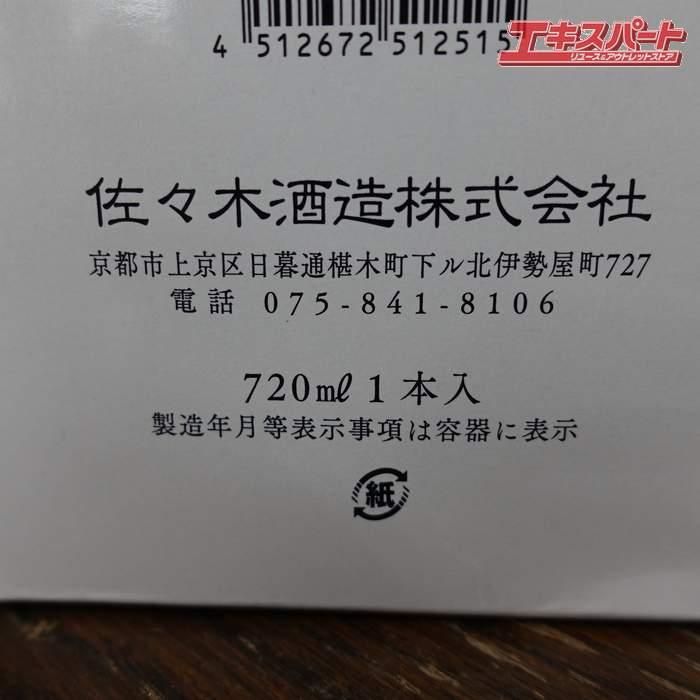 4 512672 512515
エキスパート
リユース&アウトレットストア
佐々木酒造株式会社
京都市上京区日暮通椹木町下ル北伊勢屋町727
電話 075-841-8106
720mℓ 1本入
製造年月等表示事項は容器に表示
紙